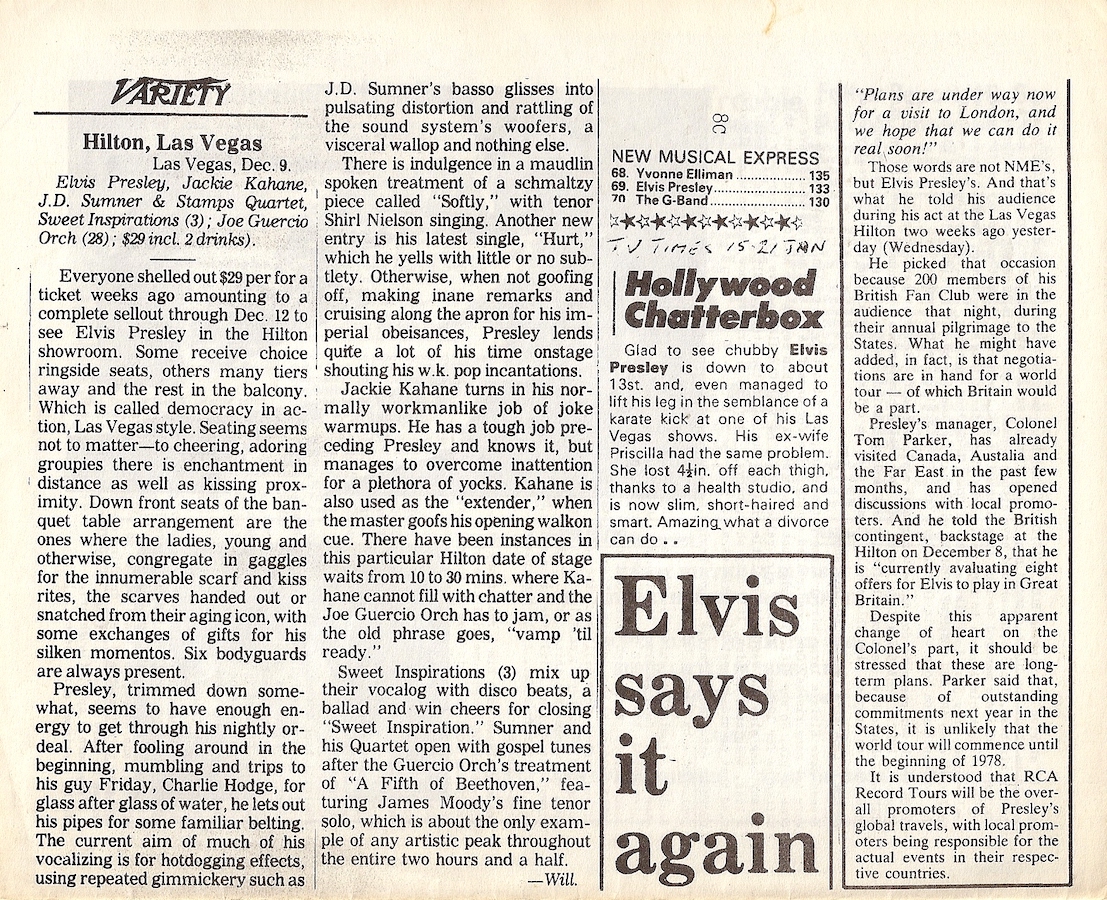 VARIETY
Hilton, Las Vegas
Las Vegas, Dec. 9.
Elvis Presley, Jackie Kahane,
J.D. Sumner & Stamps Quartet,
Sweet Inspirations (3); Joe Guercio
Orch (28); $29 incl. 2 drinks).
Everyone shelled out $29 per for a
ticket weeks ago amounting to a
complete sellout through Dec. 12 to
see Elvis Presley in the Hilton
showroom. Some receive choice
ringside seats, others many tiers
away and the rest in the balcony.
Which is called democracy in ac-
tion, Las Vegas style. Seating seems
not to matter—to cheering, adoring
groupies there is enchantment in
distance as well as kissing prox-
imity. Down front seats of the ban-
quet table arrangement are the
ones where the ladies, young and
otherwise, congregate in gaggles
for the innumerable scarf and kiss
rites, the scarves handed out or
snatched from their aging icon, with
some exchanges of gifts for his
silken momentos. Six bodyguards
are always present.
Presley, trimmed down some-
what, seems to have enough en-
ergy to get through his nightly or-
deal. After fooling around in the
beginning, mumbling and trips to
his guy Friday, Charlie Hodge, for
glass after glass of water, he lets out
his pipes for some familiar belting.
The current aim of much of his
vocalizing is for hotdogging effects,
using repeated gimmickery such as
J.D. Sumner's basso glisses into
pulsating distortion and rattling of
the sound system's woofers, a
visceral wallop and nothing else.
There is indulgence in a maudlin
spoken treatment of a schmaltzy
piece called "Softly," with tenor
Shirl Nielson singing. Another new
entry is his latest single, "Hurt,"
which he yells with little or no sub-
tlety. Otherwise, when not goofing
off, making inane remarks and
cruising along the apron for his im-
perial obeisances, Presley lends
quite a lot of his time onstage
shouting his w.k. pop incantations.
Jackie Kahane turns in his nor-
mally workmanlike job of joke
warmups. He has a tough job pre-
ceding Presley and knows it, but
manages to overcome inattention
for a plethora of yocks. Kahane is
also used as the "extender," when
the master goofs his opening walkon
cue. There have been instances in
this particular Hilton date of stage
waits from 10 to 30 mins. where Ka-
hane cannot fill with chatter and the
Joe Guercio Orch has to jam, or as
the old phrase goes, "vamp 'til
ready."
Sweet Inspirations (3) mix up
their vocalog with disco beats, a
ballad and win cheers for closing
"Sweet Inspiration." Sumner and
his Quartet open with gospel tunes
after the Guercio Orch's treatment
of "A Fifth of Beethoven," fea-
turing James Moody's fine tenor
solo, which is about the only exam-
ple of any artistic peak throughout
the entire two hours and a half.
—Will.
8C
NEW MUSICAL EXPRESS
68. Yvonne Elliman ................ 135
69. Elvis Presley..................... 133
70 The G-Band....................... 130
TV TIMES 15-21 JAN
Hollywood
Chatterbox
Glad to see chubby Elvis
Presley is down to about
13st. and, even managed to
lift his leg in the semblance of a
karate kick at one of his Las
Vegas shows. His ex-wife
Priscilla had the same problem.
She lost 4½in. off each thigh,
thanks to a health studio, and
is now slim, short-haired and
smart. Amazing what a divorce
can do . .
Elvis
says
it
again
"Plans are under way now
for a visit to London, and
we hope that we can do it
real soon!"
Those words are not NME's,
but Elvis Presley's. And that's
what he told his audience
during his act at the Las Vegas
Hilton two weeks ago yester-
day (Wednesday).
He picked that occasion
because 200 members of his
British Fan Club were in the
audience that night, during
their annual pilgrimage to the
States. What he might have
added, in fact, is that negotia-
tions are in hand for a world
tour — of which Britain would
be a part.
Presley's manager, Colonel
Tom Parker, has already
visited Canada, Austalia and
the Far East in the past few
months, and has opened
discussions with local promo-
ters. And he told the British
contingent, backstage at the
Hilton on December 8, that he
is "currently avaluating eight
offers for Elvis to play in Great
Britain."
Despite this apparent
change of heart on the
Colonel's part, it should be
stressed that these are long-
term plans. Parker said that,
because of outstanding
commitments next year in the
States, it is unlikely that the
world tour will commence until
the beginning of 1978.
It is understood that RCA
Record Tours will be the over-
all promoters of Presley's
global travels, with local prom-
oters being responsible for the
actual events in their respec-
tive countries.